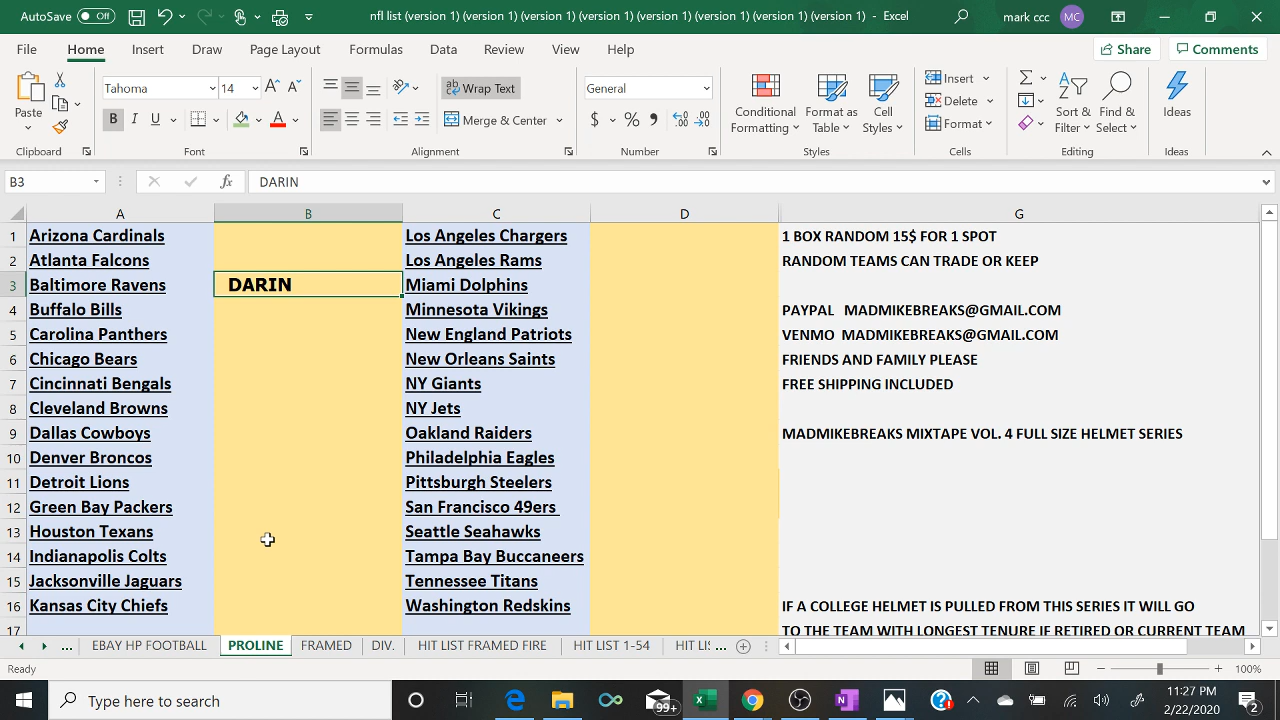 AutoSave Off
nfl list (version 1) (version 1) (version 1) (version 1) (version 1) (version 1) (version 1) (version 1) - Excel
mark ccc MC
File Home Insert Draw Page Layout Formulas Data Review View Help Share Comments
Tahoma 14 Wrap Text General Insert
Paste B I U Merge & Center $ % Conditional Formatting Format as Table Cell Styles Delete Format Sort & Filter Find & Select Ideas
Clipboard Font Alignment Number Styles Cells Editing Ideas
B3 fx DARIN
A B C D G
1 Arizona Cardinals Los Angeles Chargers 1 BOX RANDOM 15$ FOR 1 SPOT
2 Atlanta Falcons Los Angeles Rams RANDOM TEAMS CAN TRADE OR KEEP
3 Baltimore Ravens DARIN Miami Dolphins
4 Buffalo Bills Minnesota Vikings PAYPAL MADMIKEBREAKS@GMAIL.COM
5 Carolina Panthers New England Patriots VENMO MADMIKEBREAKS@GMAIL.COM
6 Chicago Bears New Orleans Saints FRIENDS AND FAMILY PLEASE
7 Cincinnati Bengals NY Giants FREE SHIPPING INCLUDED
8 Cleveland Browns NY Jets
9 Dallas Cowboys Oakland Raiders MADMIKEBREAKS MIXTAPE VOL. 4 FULL SIZE HELMET SERIES
10 Denver Broncos Philadelphia Eagles
11 Detroit Lions Pittsburgh Steelers
12 Green Bay Packers San Francisco 49ers
13 Houston Texans Seattle Seahawks
14 Indianapolis Colts Tampa Bay Buccaneers
15 Jacksonville Jaguars Tennessee Titans
16 Kansas City Chiefs Washington Redskins IF A COLLEGE HELMET IS PULLED FROM THIS SERIES IT WILL GO
17 TO THE TEAM WITH LONGEST TENURE IF RETIRED OR CURRENT TEAM
... EBAY HP FOOTBALL PROLINE FRAMED DIV. HIT LIST FRAMED FIRE HIT LIST 1-54 ...
Ready 100%
Type here to search 99+ 11:27 PM
2/22/2020 2